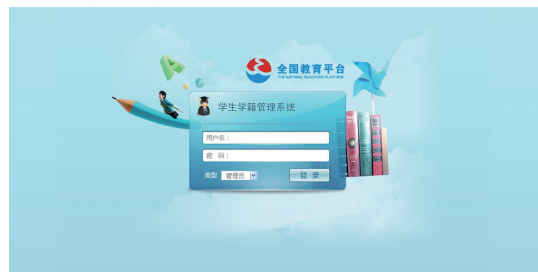 全国教育平台
THE NATIONAL EDUCATION PLATFORM
学生学籍管理系统
用户名：
密 码：
类型 管理员
登 录